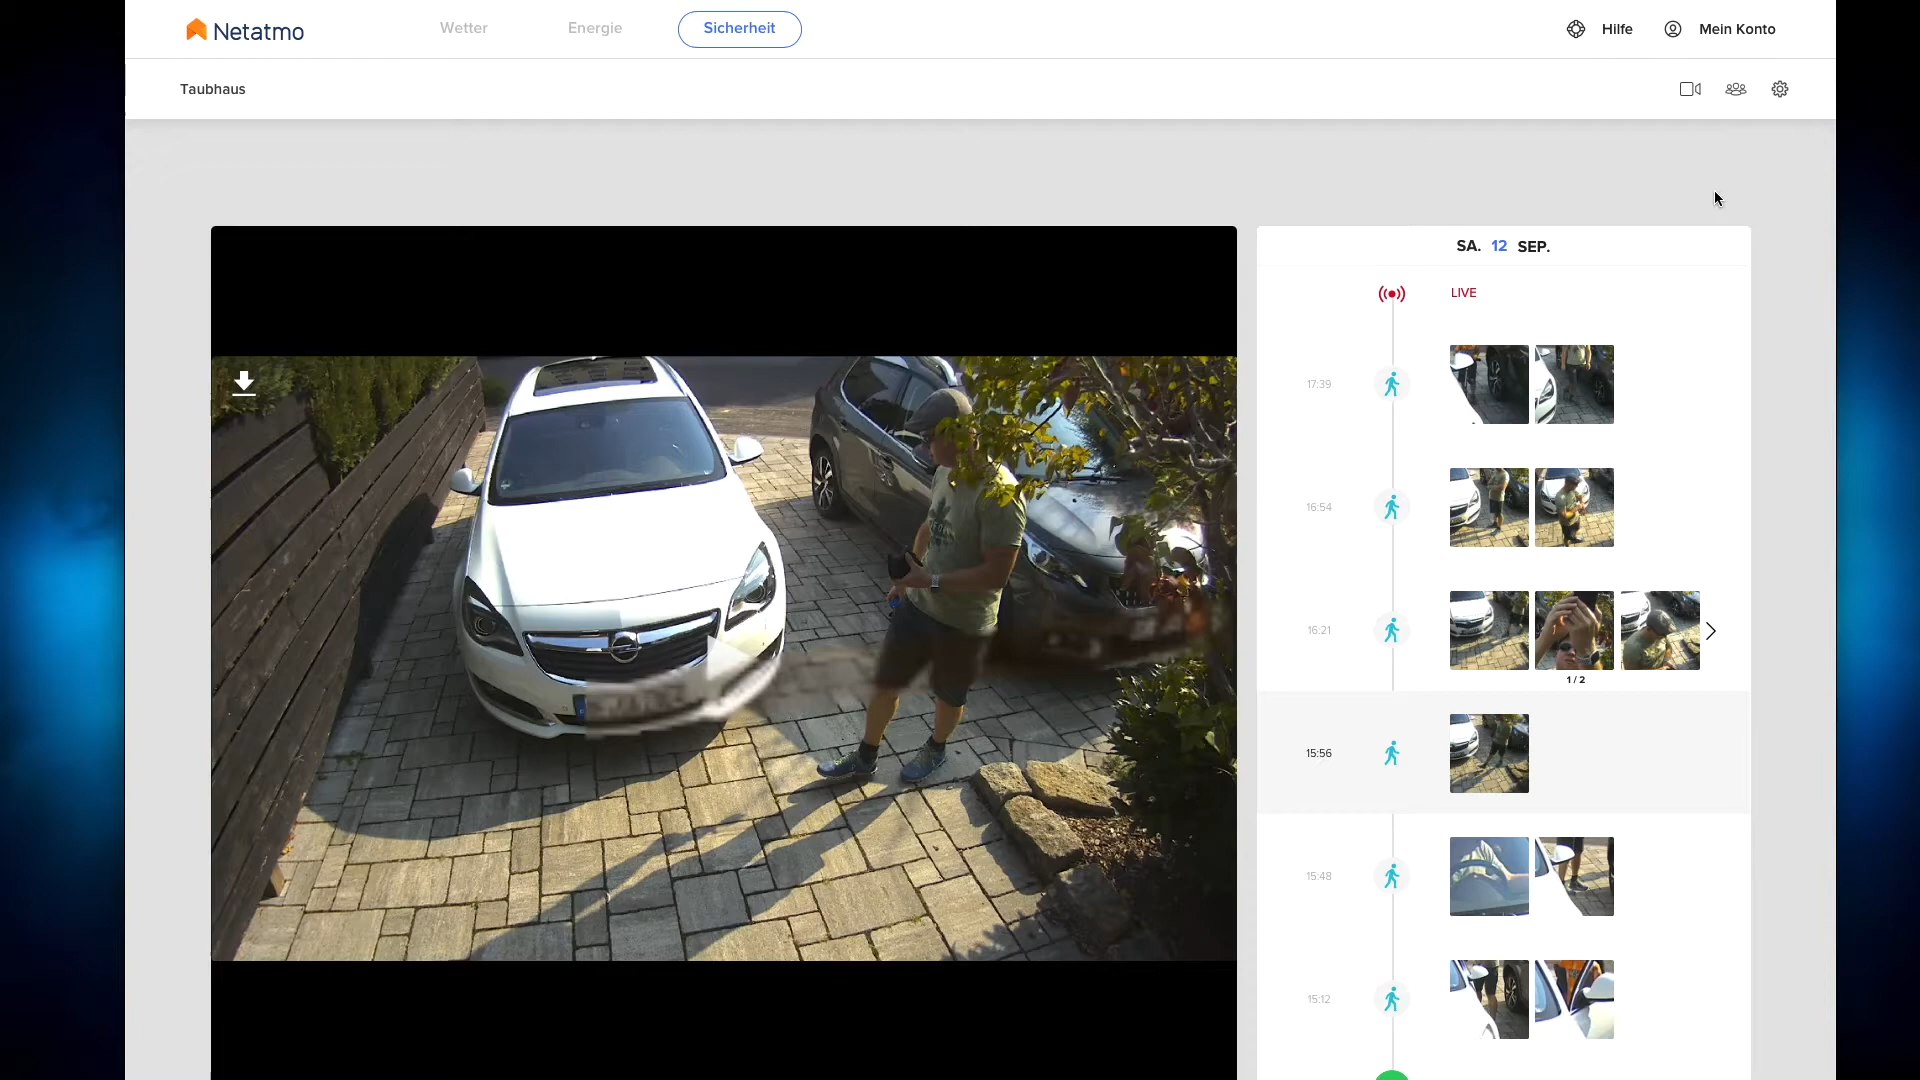 Netatmo
Wetter
Energie
Sicherheit
Hilfe
Mein Konto
Taubhaus
SA. 12 SEP.
LIVE
17:39
16:54
16:21
1 / 2
15:56
15:48
15:12